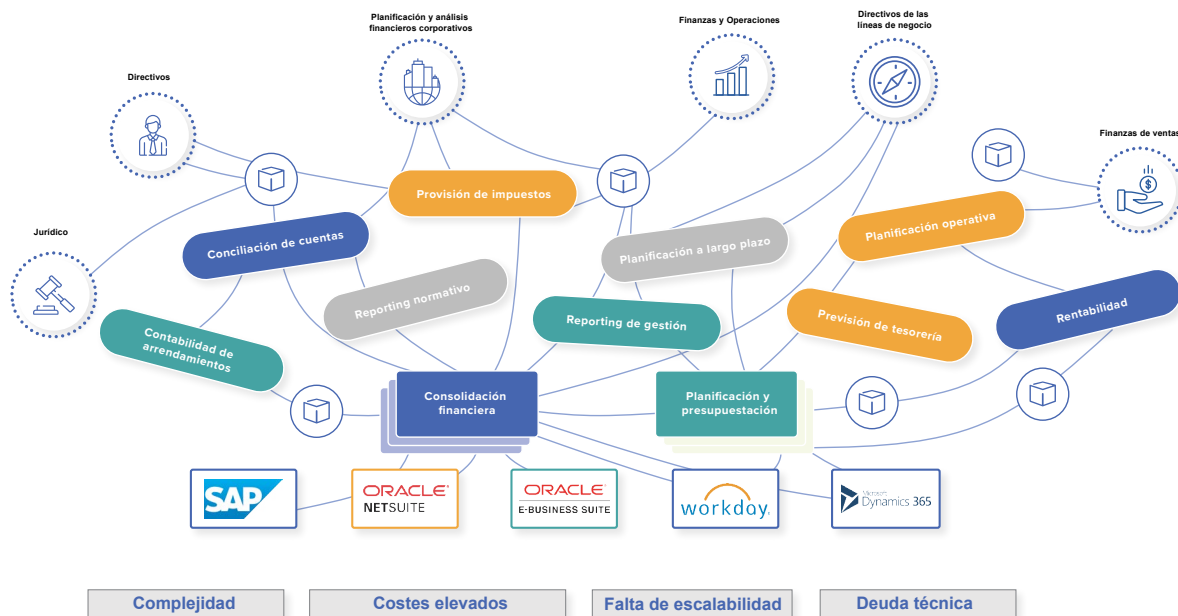 Planificación y análisis
financieros corporativos
Finanzas y Operaciones
Directivos de las
líneas de negocio
Directivos
Finanzas de ventas
Jurídico
Provisión de impuestos
Conciliación de cuentas
Planificación a largo plazo
Planificación operativa
Reporting normativo
Reporting de gestión
Previsión de tesorería
Rentabilidad
Contabilidad de
arrendamientos
Consolidación
financiera
Planificación y
presupuestación
SAP
ORACLE
NETSUITE
ORACLE
E-BUSINESS SUITE
workday.
Microsoft
Dynamics 365
Complejidad
Costes elevados
Falta de escalabilidad
Deuda técnica